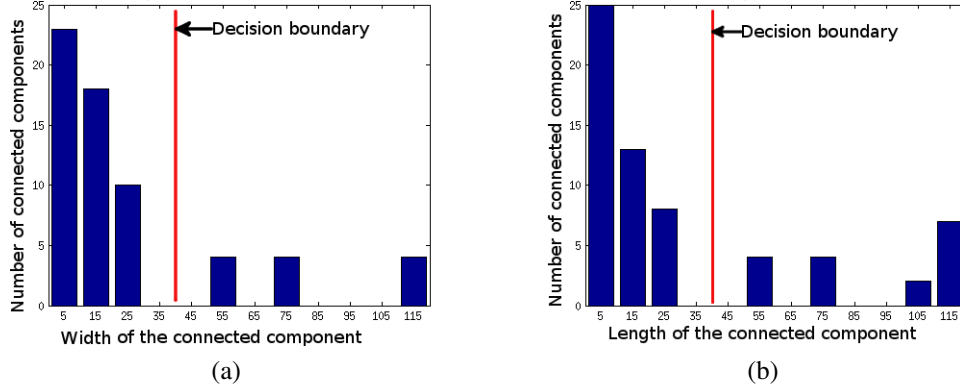 25
20
15
10
5
0
Number of connected components
Decision boundary
5 15 25 35 45 55 65 75 85 95 105 115
Width of the connected component
(a)
25
20
15
10
5
0
Number of connected components
Decision boundary
5 15 25 35 45 55 65 75 85 95 105 115
Length of the connected component
(b)